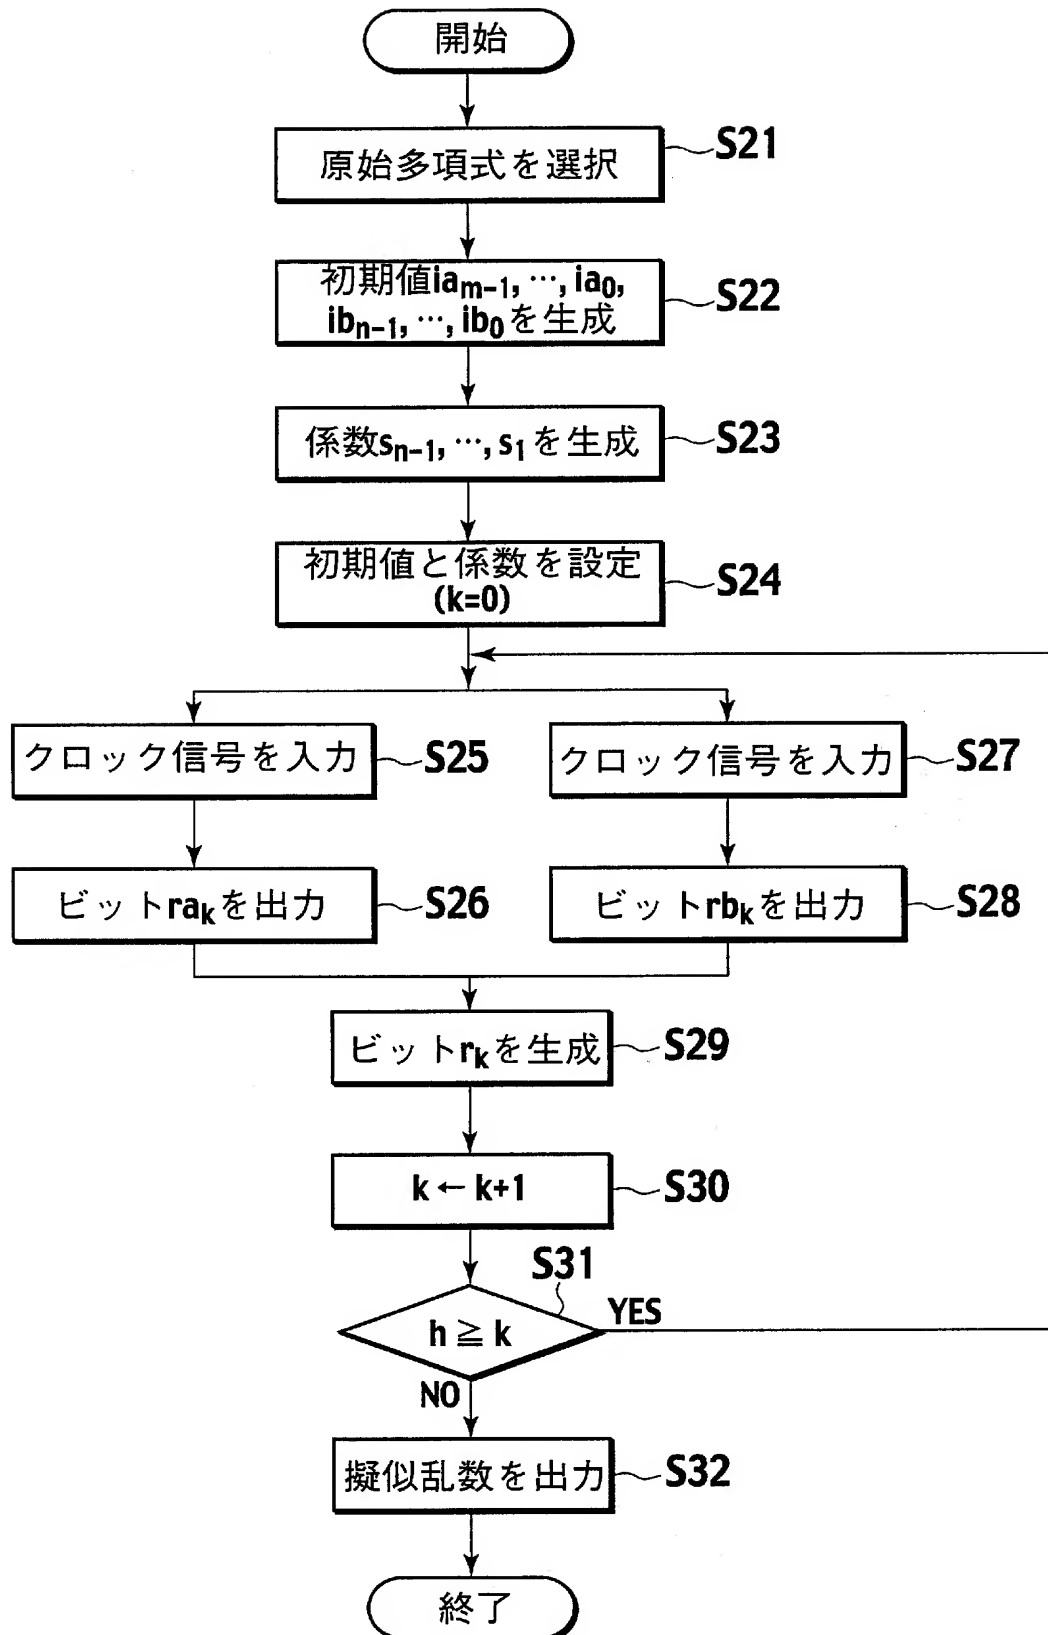 開始
原始多項式を選択
S21
初期値ia_{m-1}, …, ia_0,
ib_{n-1}, …, ib_0を生成
S22
係数s_{n-1}, …, s_1を生成
S23
初期値と係数を設定
(k=0)
S24
クロック信号を入力
S25
クロック信号を入力
S27
ビットra_kを出力
S26
ビットrb_kを出力
S28
ビットr_kを生成
S29
k ← k+1
S30
S31
h ≧ k
YES
NO
擬似乱数を出力
S32
終了